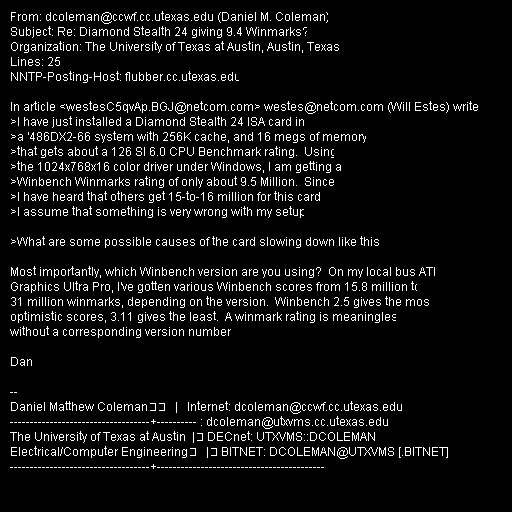 From: dcoleman@ccwf.cc.utexas.edu (Daniel M. Coleman)
Subject: Re: Diamond Stealth 24 giving 9.4 Winmarks?
Organization: The University of Texas at Austin, Austin, Texas
Lines: 25
NNTP-Posting-Host: flubber.cc.utexas.edu
In article <westesC5qvAp.BGJ@netcom.com> westes@netcom.com (Will Estes) write
>I have just installed a Diamond Stealth 24 ISA card in
>a '486DX2-66 system with 256K cache, and 16 megs of memory
>that gets about a 126 SI 6.0 CPU Benchmark rating.  Using
>the 1024x768x16 color driver under Windows, I am getting a
>Winbench Winmarks rating of only about 9.5 Million.  Since
>I have heard that others get 15-to-16 million for this card
>I assume that something is very wrong with my setup
>What are some possible causes of the card slowing down like this
Most importantly, which Winbench version are you using?  On my local bus ATI
Graphics Ultra Pro, I've gotten various Winbench scores from 15.8 million to
31 million winmarks, depending on the version.  Winbench 2.5 gives the mos
optimistic scores, 3.11 gives the least.  A winmark rating is meaningles
without a corresponding version number
Dan
--
Daniel Matthew Coleman   |   Internet: dcoleman@ccwf.cc.utexas.edu
-----------------------------------+---------- : dcoleman@utxvms.cc.utexas.edu
The University of Texas at Austin  | DECnet: UTXVMS::DCOLEMAN
Electrical/Computer Engineering   | BITNET: DCOLEMAN@UTXVMS [.BITNET]
-----------------------------------+------------------------------------------